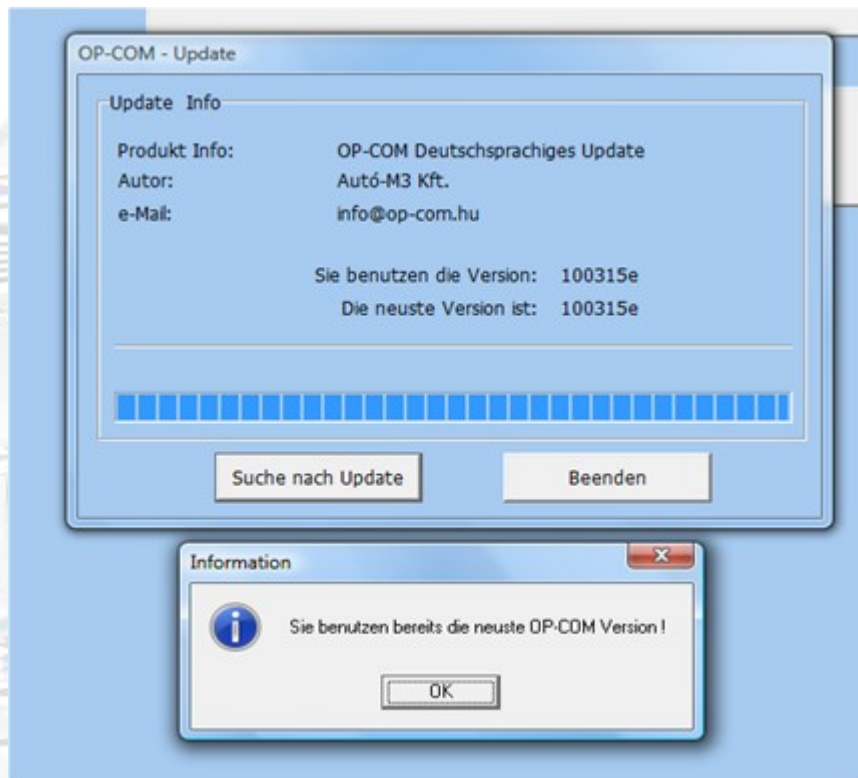 OP-COM - Update
Update Info
Produkt Info: OP-COM Deutschsprachiges Update
Autor: Autó-M3 Kft.
e-Mail: info@op-com.hu
Sie benutzen die Version: 100315e
Die neuste Version ist: 100315e
Suche nach Update Beenden
Information
Sie benutzen bereits die neuste OP-COM Version !
OK